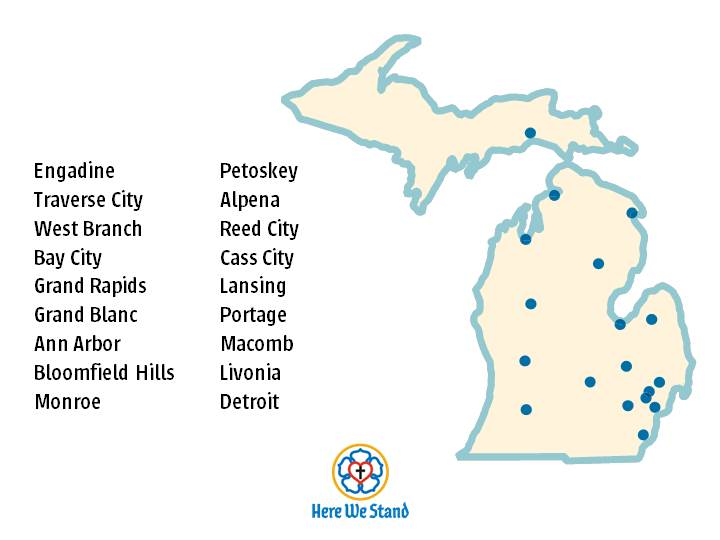 Engadine
Traverse City
West Branch
Bay City
Grand Rapids
Grand Blanc
Ann Arbor
Bloomfield Hills
Monroe
Petoskey
Alpena
Reed City
Cass City
Lansing
Portage
Macomb
Livonia
Detroit
Here We Stand